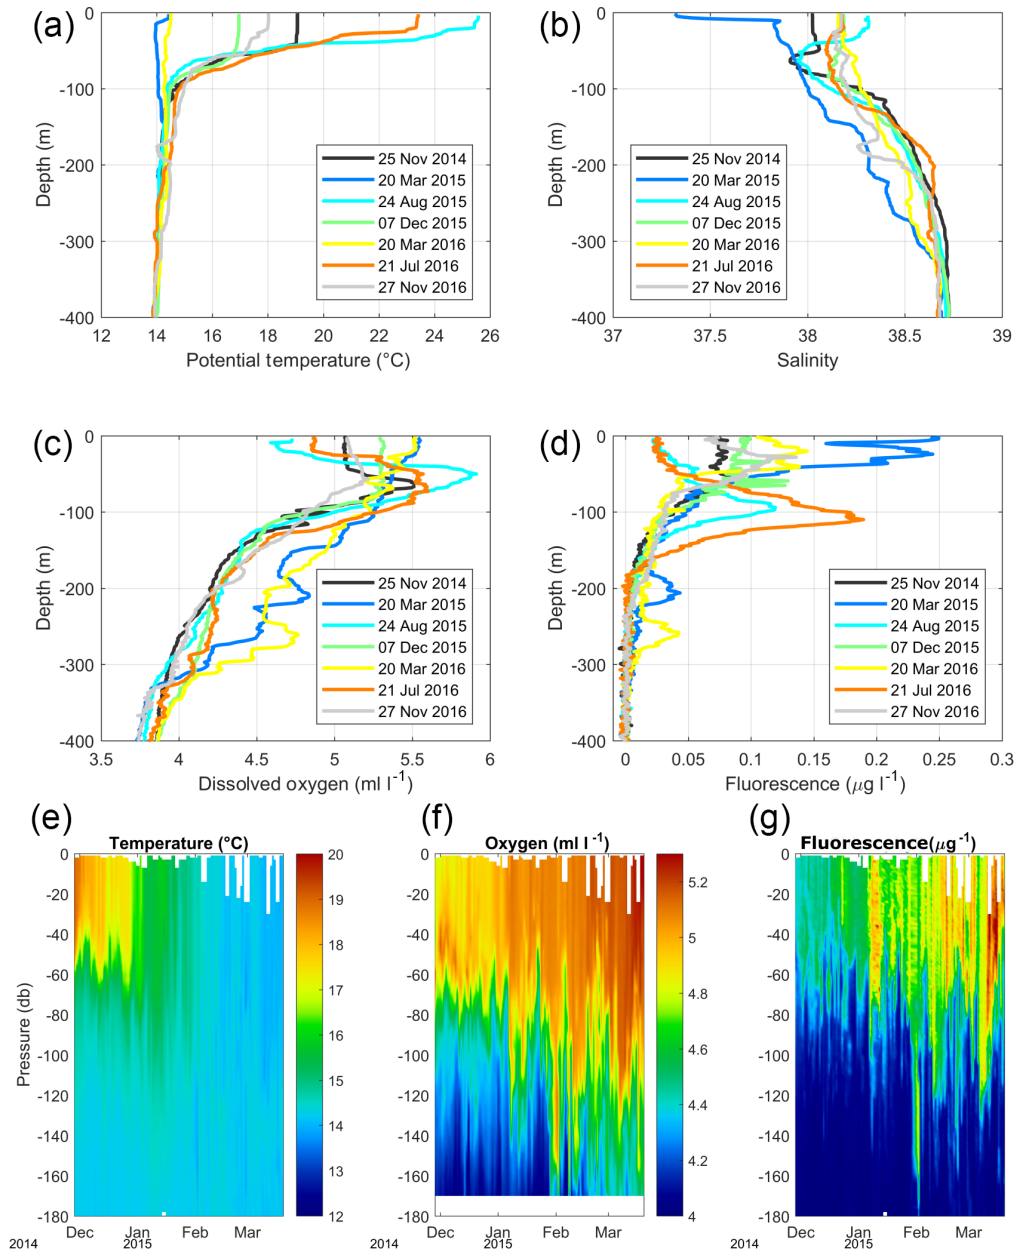 (a)
0
-100
-200
-300
-400
Depth (m)
12 14 16 18 20 22 24 26
Potential temperature (°C)
25 Nov 2014
20 Mar 2015
24 Aug 2015
07 Dec 2015
20 Mar 2016
21 Jul 2016
27 Nov 2016
(b)
0
-100
-200
-300
-400
Depth (m)
37 37.5 38 38.5 39
Salinity
25 Nov 2014
20 Mar 2015
24 Aug 2015
07 Dec 2015
20 Mar 2016
21 Jul 2016
27 Nov 2016
(c)
0
-100
-200
-300
-400
Depth (m)
3.5 4 4.5 5 5.5 6
Dissolved oxygen (ml l⁻¹)
25 Nov 2014
20 Mar 2015
24 Aug 2015
07 Dec 2015
20 Mar 2016
21 Jul 2016
27 Nov 2016
(d)
0
-100
-200
-300
-400
Depth (m)
0 0.05 0.1 0.15 0.2 0.25 0.3
Fluorescence (μg l⁻¹)
25 Nov 2014
20 Mar 2015
24 Aug 2015
07 Dec 2015
20 Mar 2016
21 Jul 2016
27 Nov 2016
(e)
Temperature (°C)
0
-20
-40
-60
-80
-100
-120
-140
-160
-180
Pressure (db)
Dec Jan Feb Mar
2014 2015
20
19
18
17
16
15
14
13
12
(f)
Oxygen (ml l⁻¹)
0
-20
-40
-60
-80
-100
-120
-140
-160
-180
Dec Jan Feb Mar
2014 2015
5.2
5
4.8
4.6
4.4
4.2
4
(g)
Fluorescence(μg⁻¹)
0
-20
-40
-60
-80
-100
-120
-140
-160
-180
Dec Jan Feb Mar
2014 2015